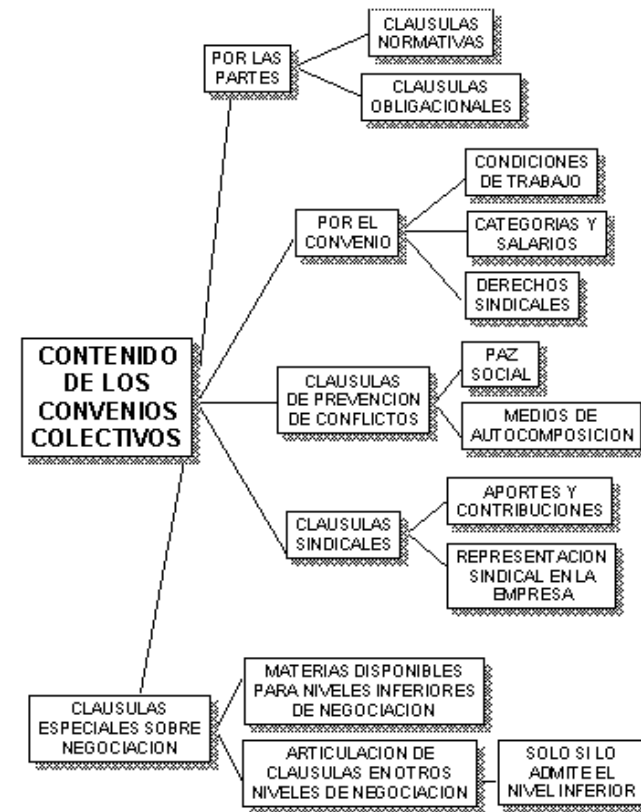 CLAUSULAS
NORMATIVAS
POR LAS
PARTES
CLAUSULAS
OBLIGACIONALES
CONDICIONES
DE TRABAJO
POR EL
CONVENIO
CATEGORIAS Y
SALARIOS
DERECHOS
SINDICALES
CONTENIDO
DE LOS
CONVENIOS
COLECTIVOS
PAZ
SOCIAL
CLAUSULAS
DE PREVENCION
DE CONFLICTOS
MEDIOS DE
AUTOCOMPOSICION
APORTES Y
CONTRIBUCIONES
CLAUSULAS
SINDICALES
REPRESENTACION
SINDICAL EN LA
EMPRESA
MATERIAS DISPONIBLES
PARA NIVELES INFERIORES
DE NEGOCIACION
CLAUSULAS
ESPECIALES SOBRE
NEGOCIACION
ARTICULACION DE
CLAUSULAS EN OTROS
NIVELES DE NEGOCIACION
SOLO SI LO
ADMITE EL
NIVEL INFERIOR